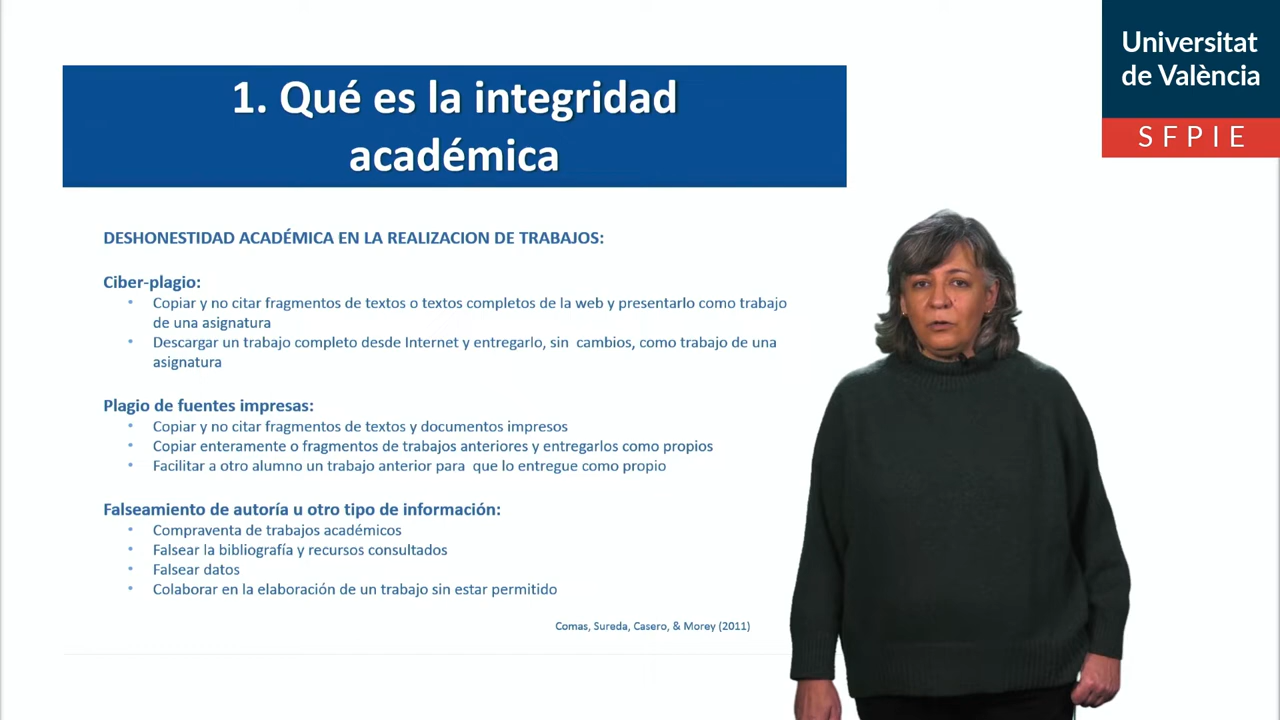 1. Qué es la integridad
académica
Universitat
de València
SFPIE
DESHONESTIDAD ACADÉMICA EN LA REALIZACION DE TRABAJOS:
Ciber-plagio:
• Copiar y no citar fragmentos de textos o textos completos de la web y presentarlo como trabajo
de una asignatura
• Descargar un trabajo completo desde Internet y entregarlo, sin cambios, como trabajo de una
asignatura
Plagio de fuentes impresas:
• Copiar y no citar fragmentos de textos y documentos impresos
• Copiar enteramente o fragmentos de trabajos anteriores y entregarlos como propios
• Facilitar a otro alumno un trabajo anterior para que lo entregue como propio
Falseamiento de autoría u otro tipo de información:
• Compraventa de trabajos académicos
• Falsear la bibliografía y recursos consultados
• Falsear datos
• Colaborar en la elaboración de un trabajo sin estar permitido
Comas, Sureda, Casero, & Morey (2011)